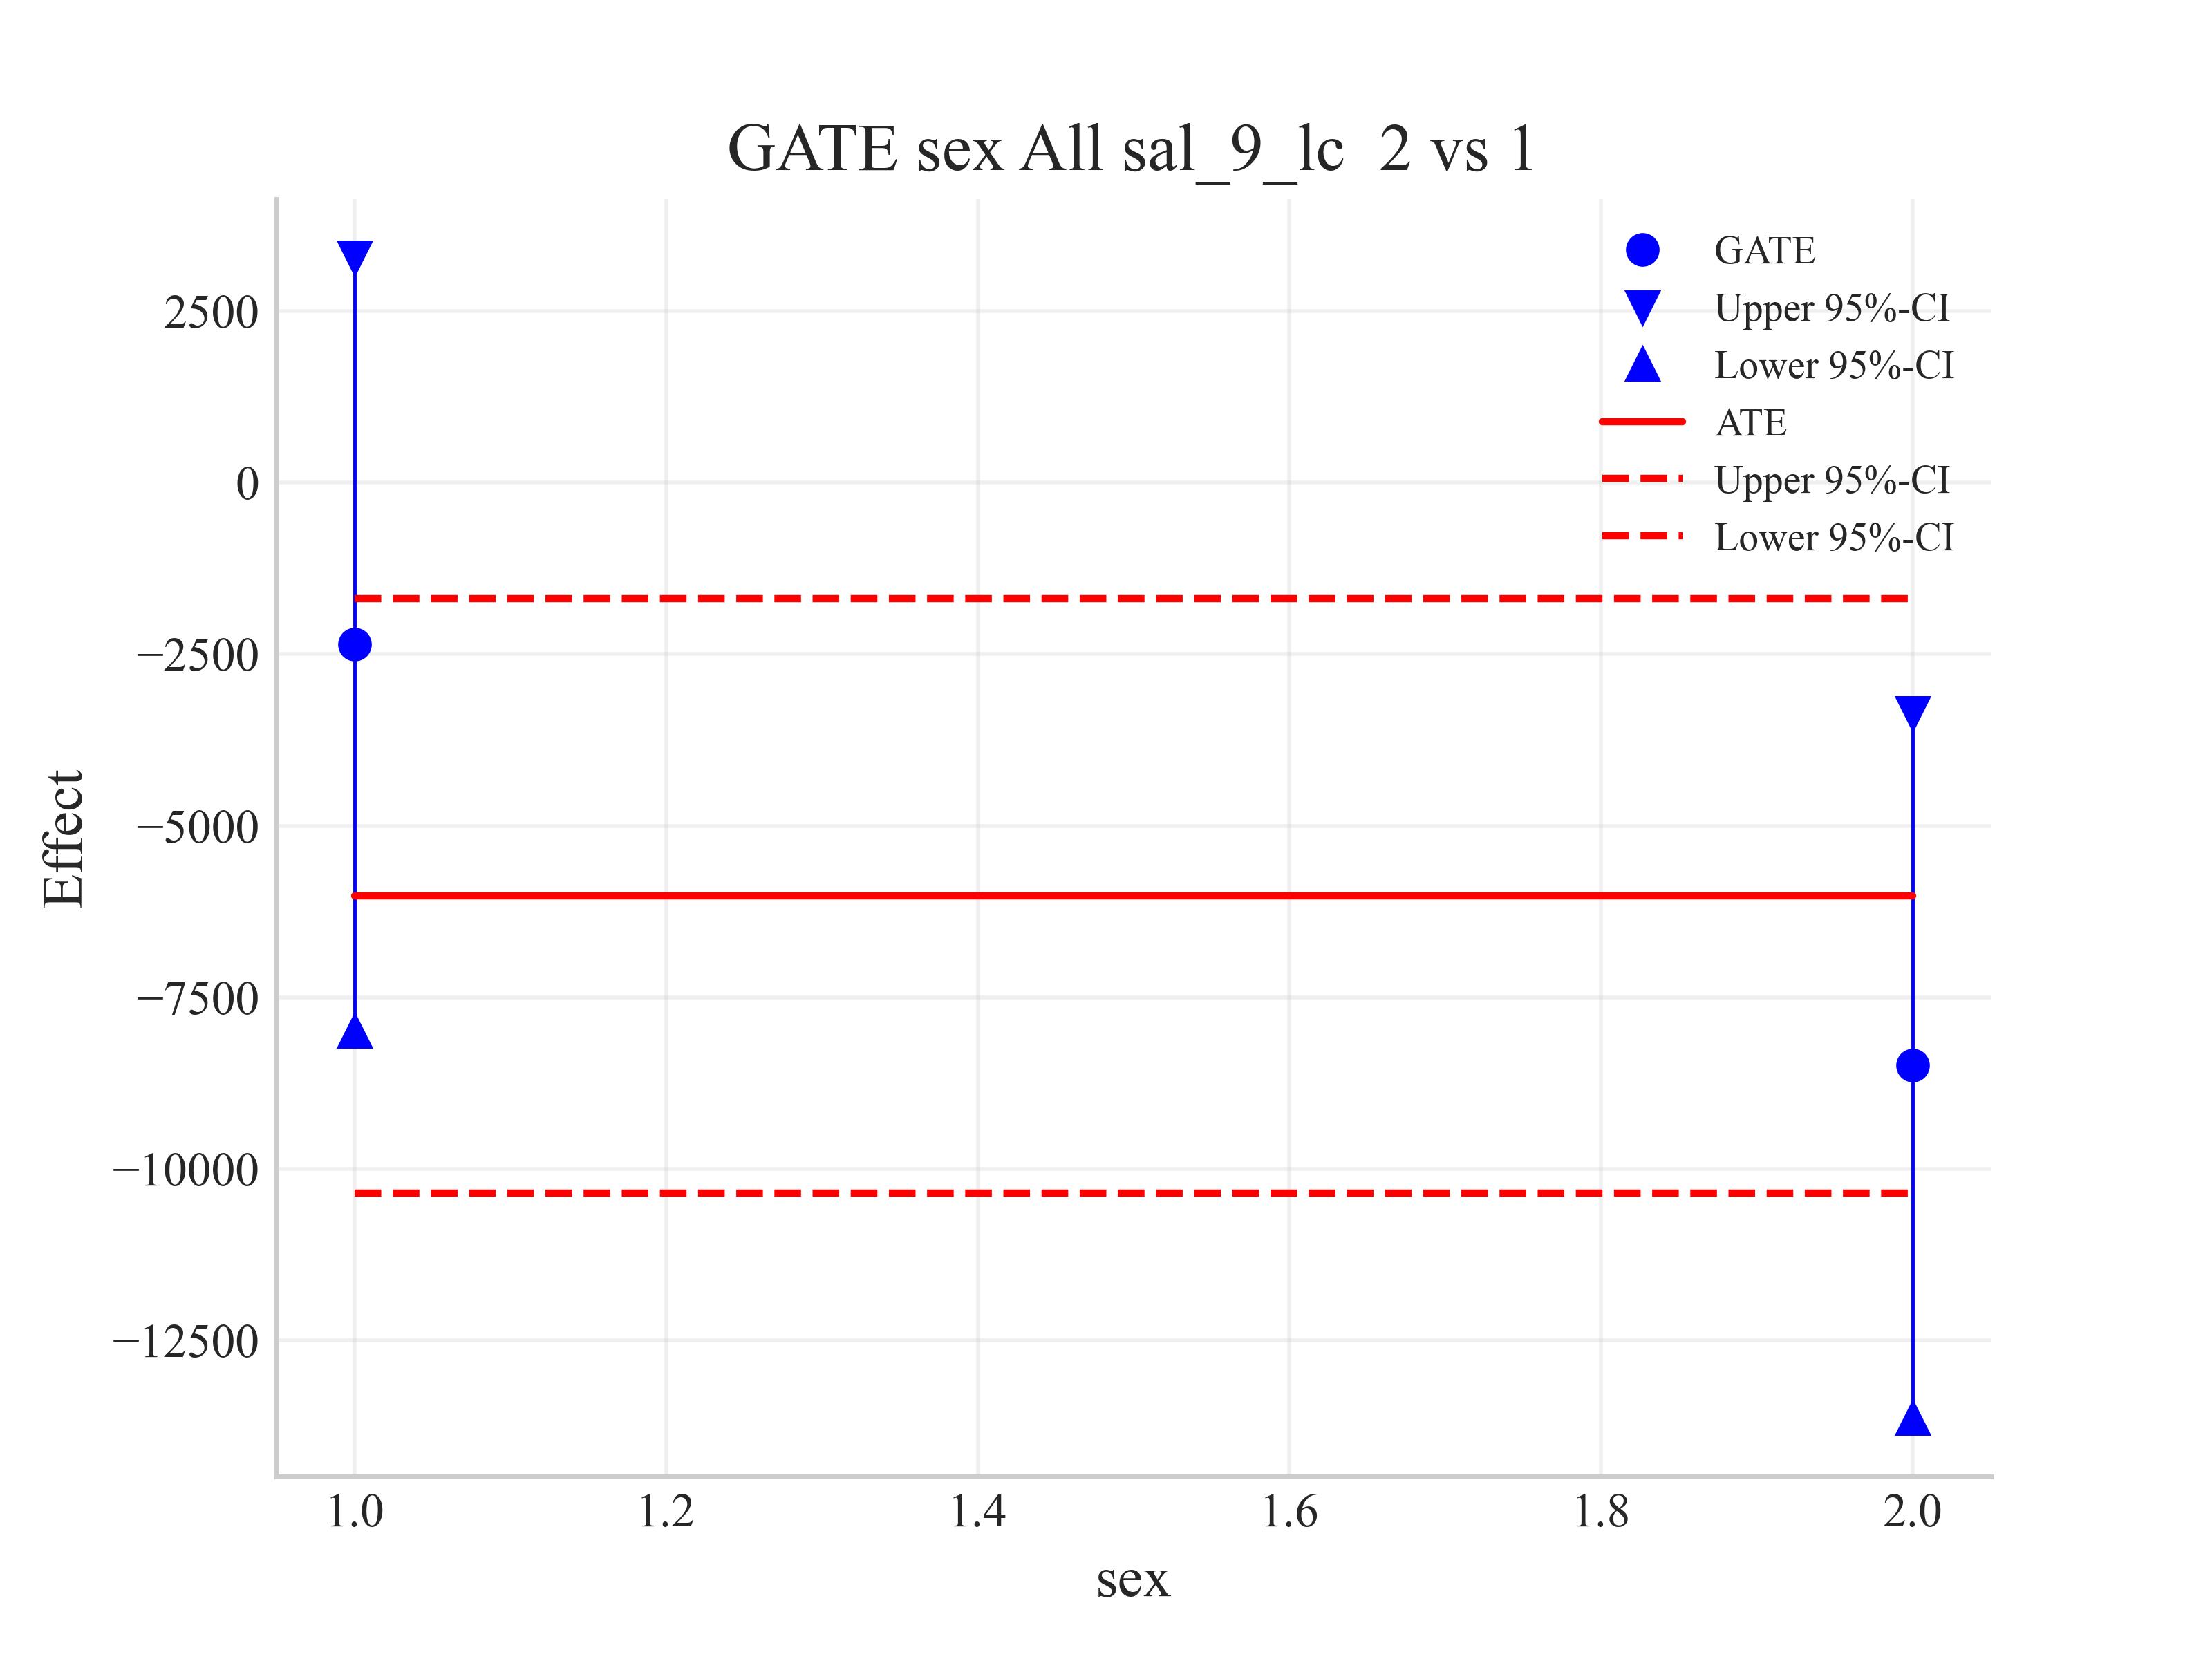 GATE sex All sal_9_lc  2 vs 1
GATE
Upper 95%-CI
Lower 95%-CI
ATE
Upper 95%-CI
Lower 95%-CI
2500
0
−2500
−5000
−7500
−10000
−12500
Effect
1.0 1.2 1.4 1.6 1.8 2.0
sex